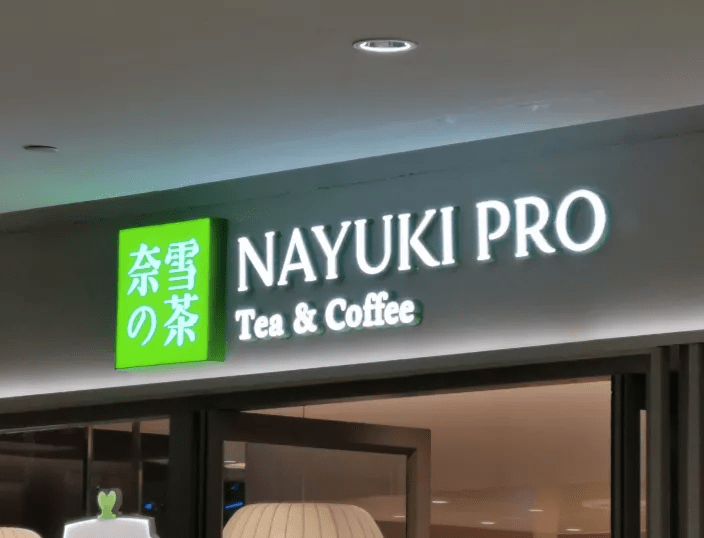 奈雪
の茶
NAYUKI PRO
Tea & Coffee